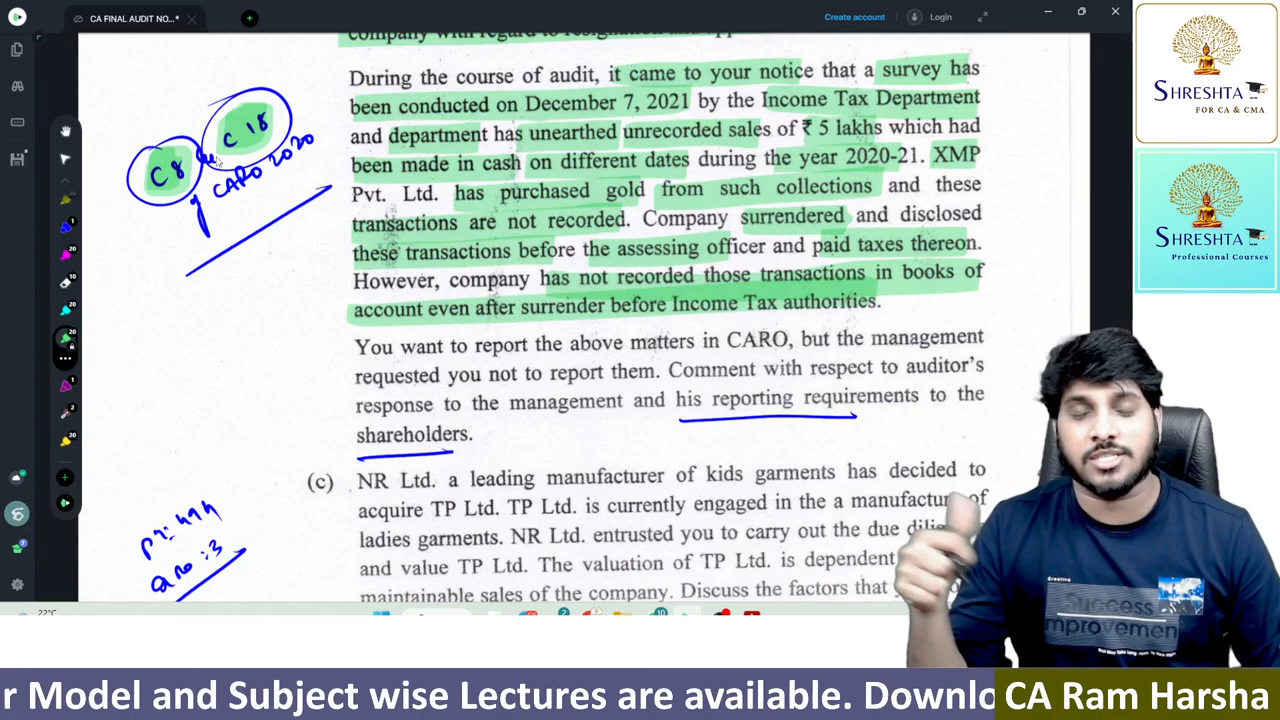 CA FINAL AUDIT NO...*
Create account
Login
company with regard to resignation and
During the course of audit, it came to your notice that a survey has
been conducted on December 7, 2021 by the Income Tax Department
and department has unearthed unrecorded sales of ₹ 5 lakhs which had
been made in cash on different dates during the year 2020-21. XMP
Pvt. Ltd. has purchased gold from such collections and these
transactions are not recorded. Company surrendered and disclosed
these transactions before the assessing officer and paid taxes thereon.
However, company has not recorded those transactions in books of
account even after surrender before Income Tax authorities.
You want to report the above matters in CARO, but the management
requested you not to report them. Comment with respect to auditor's
response to the management and his reporting requirements to the
shareholders.
(c) NR Ltd. a leading manufacturer of kids garments has decided to
acquire TP Ltd. TP Ltd. is currently engaged in the a manufacture of
ladies garments. NR Ltd. entrusted you to carry out the due
and value TP Ltd. The valuation of TP Ltd. is dependent
maintainable sales of the company. Discuss the factors that
C 18
C 8
CARO 2020
22°C
SHRESHTA
FOR CA & CMA
SHRESHTA
Professional Courses
Creative
Success
mprovement
r Model and Subject wise Lectures are available. Downlo
CA Ram Harsha